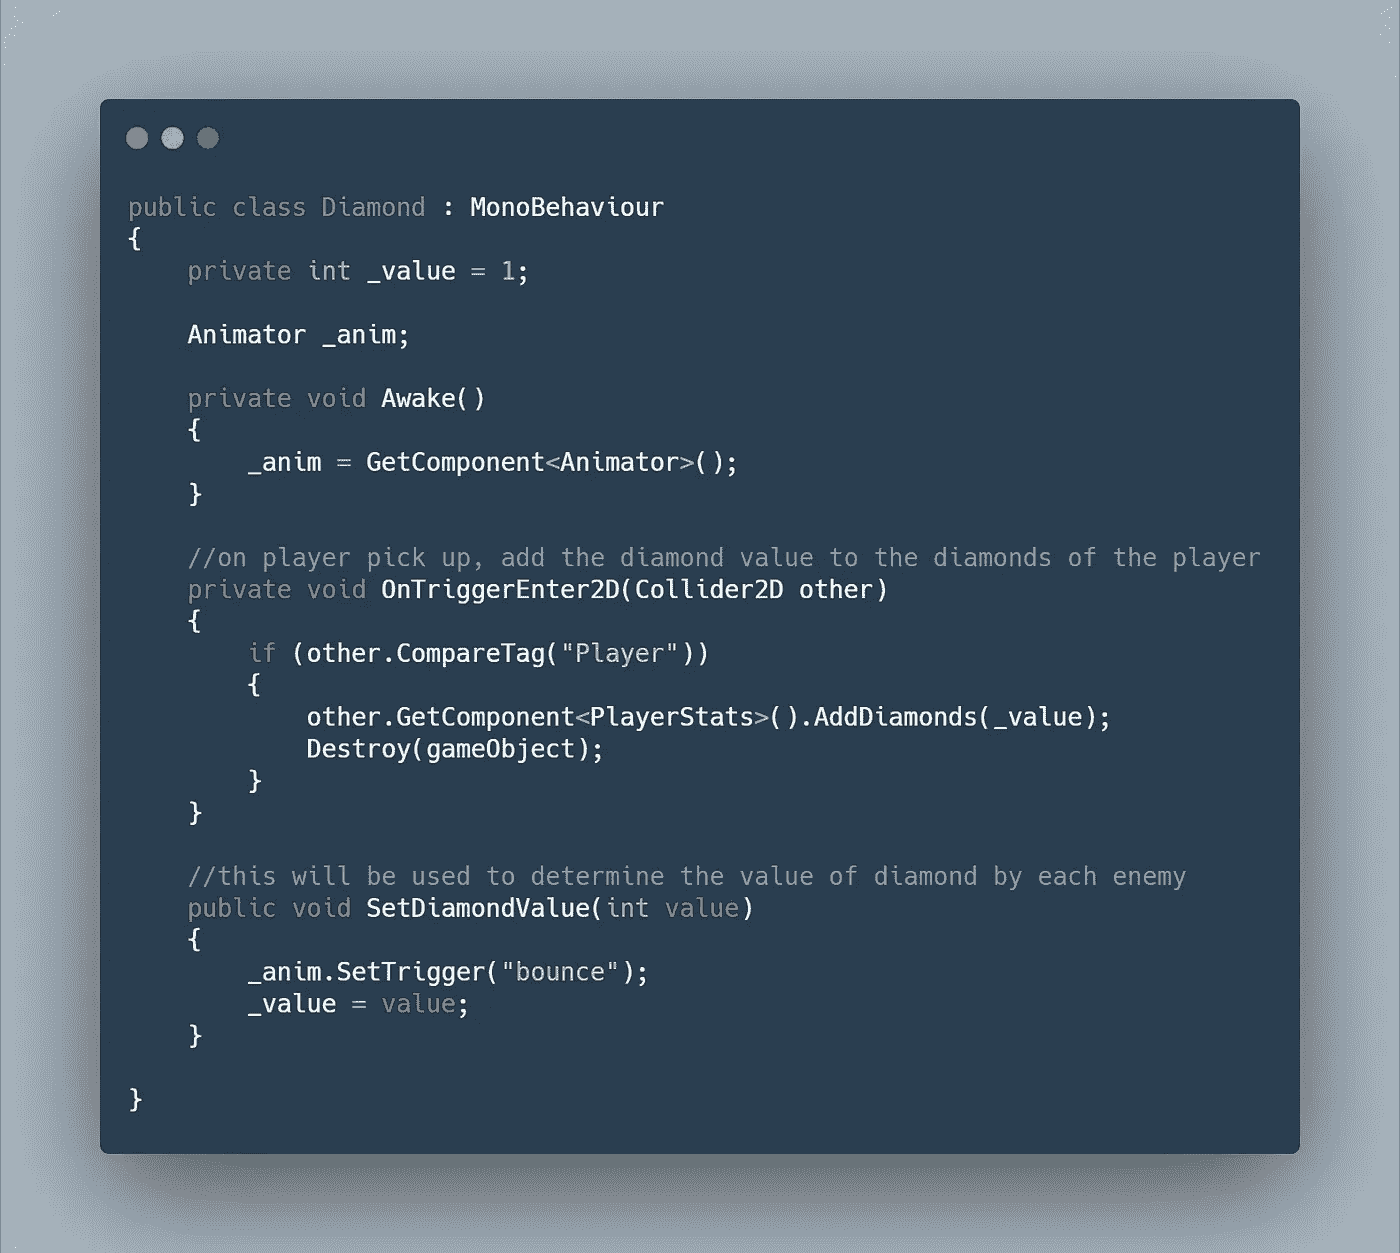 public class Diamond : MonoBehaviour
{
    private int _value = 1;

    Animator _anim;

    private void Awake()
    {
        _anim = GetComponent<Animator>();
    }

    //on player pick up, add the diamond value to the diamonds of the player
    private void OnTriggerEnter2D(Collider2D other)
    {
        if (other.CompareTag("Player"))
        {
            other.GetComponent<PlayerStats>().AddDiamonds(_value);
            Destroy(gameObject);
        }
    }

    //this will be used to determine the value of diamond by each enemy
    public void SetDiamondValue(int value)
    {
        _anim.SetTrigger("bounce");
        _value = value;
    }

}